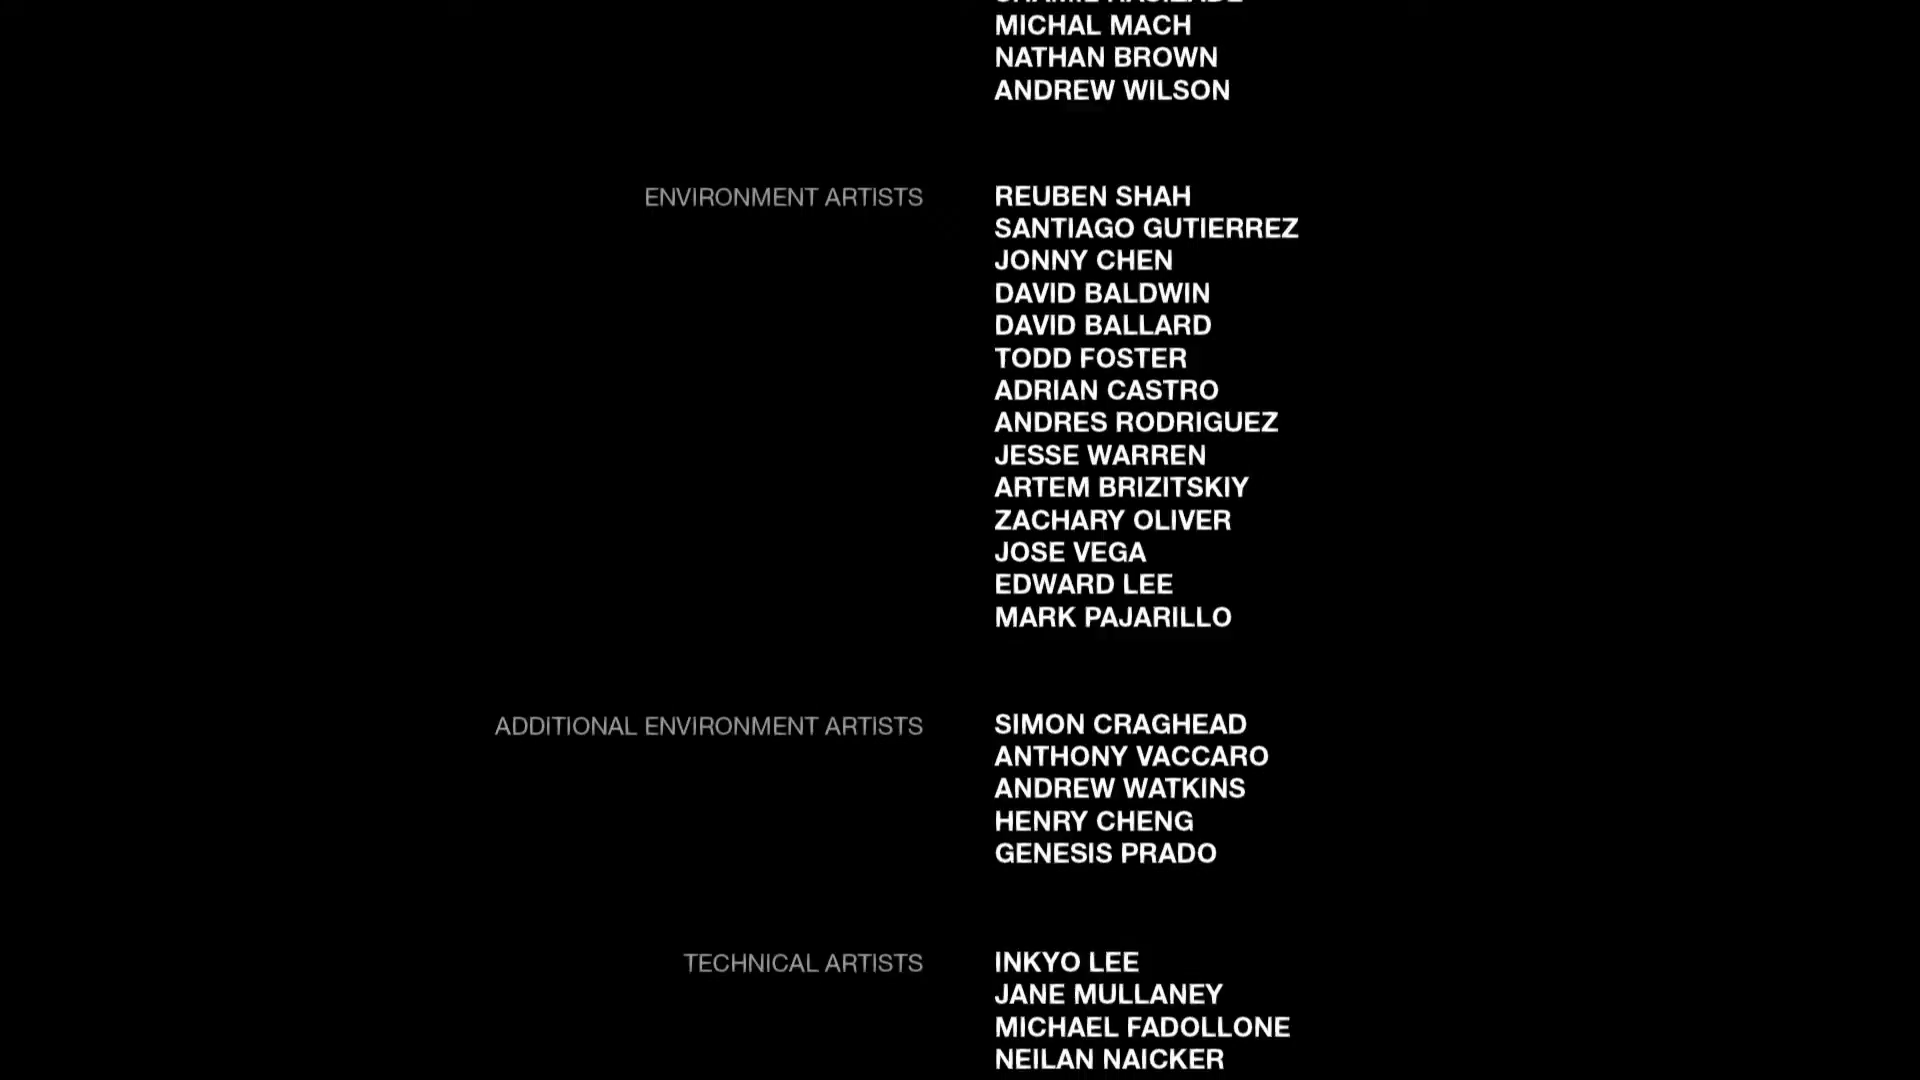 MICHAL MACH
NATHAN BROWN
ANDREW WILSON
ENVIRONMENT ARTISTS
REUBEN SHAH
SANTIAGO GUTIERREZ
JONNY CHEN
DAVID BALDWIN
DAVID BALLARD
TODD FOSTER
ADRIAN CASTRO
ANDRES RODRIGUEZ
JESSE WARREN
ARTEM BRIZITSKIY
ZACHARY OLIVER
JOSE VEGA
EDWARD LEE
MARK PAJARILLO
ADDITIONAL ENVIRONMENT ARTISTS
SIMON CRAGHEAD
ANTHONY VACCARO
ANDREW WATKINS
HENRY CHENG
GENESIS PRADO
TECHNICAL ARTISTS
INKYO LEE
JANE MULLANEY
MICHAEL FADOLLONE
NEILAN NAICKER